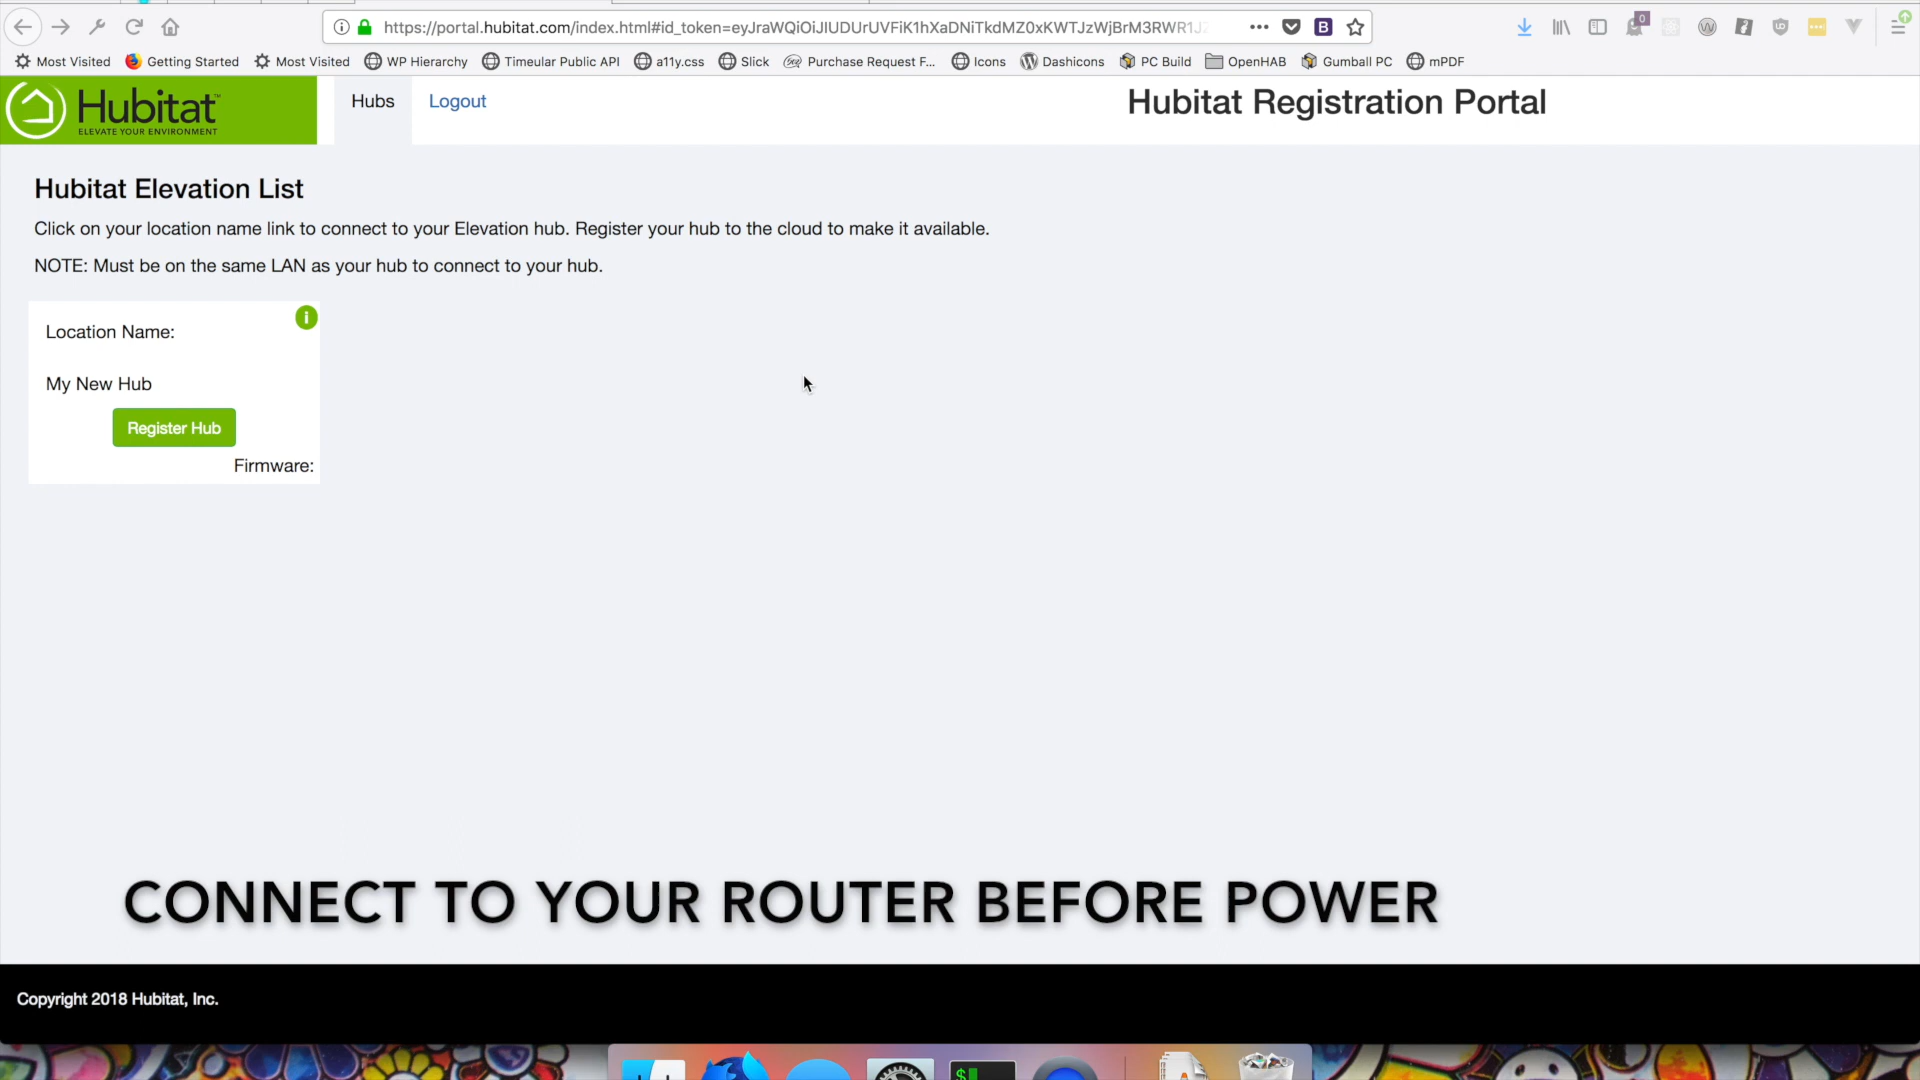 https://portal.hubitat.com/index.html#id_token=
0
Most Visited
Getting Started
Most Visited
WP Hierarchy
Timeular Public API
a11y.css
Slick
Purchase Request F...
Icons
Dashicons
PC Build
OpenHAB
Gumball PC
mPDF
Hubitat™
ELEVATE YOUR ENVIRONMENT
Hubs
Logout
Hubitat Registration Portal
Hubitat Elevation List
Click on your location name link to connect to your Elevation hub. Register your hub to the cloud to make it available.
NOTE: Must be on the same LAN as your hub to connect to your hub.
Location Name:
My New Hub
Register Hub
Firmware:
CONNECT TO YOUR ROUTER BEFORE POWER
Copyright 2018 Hubitat, Inc.